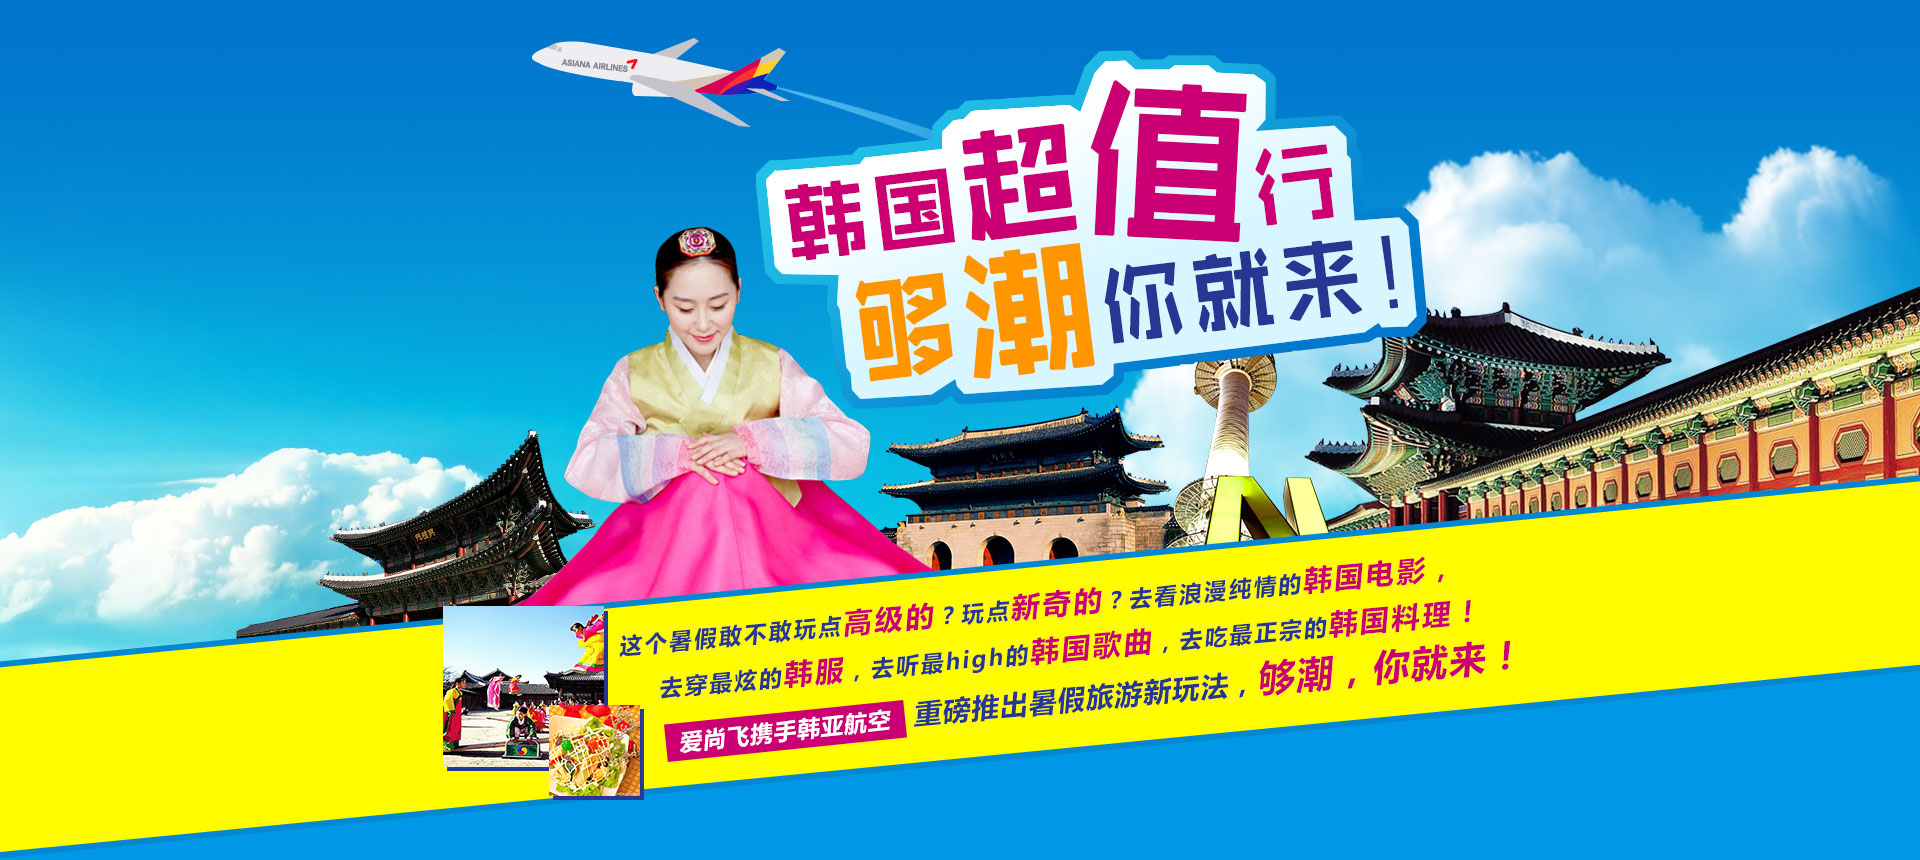 ASIANA AIRLINES
韩国超值行
够潮你就来！
这个暑假敢不敢玩点高级的？玩点新奇的？去看浪漫纯情的韩国电影，
去穿最炫的韩服，去听最high的韩国歌曲，去吃最正宗的韩国料理！
爱尚飞携手韩亚航空 重磅推出暑假旅游新玩法，够潮，你就来！